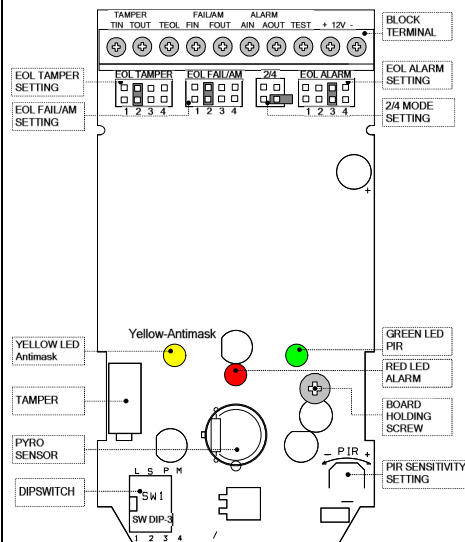 TAMPER FAIL/AM ALARM
TIN TOUT TEOL FIN FOUT AIN AOUT TEST + 12V -
BLOCK
TERMINAL
EOL TAMPER
SETTING
EOL FAIL/AM
SETTING
EOL TAMPER EOL FAIL/AM 2/4 EOL ALARM
1 2 3 4 1 2 3 4 1 2 3 4
EOL ALARM
SETTING
2/4 MODE
SETTING
+
Yellow-Antimask
YELLOW LED
Antimask
GREEN LED
PIR
RED LED
ALARM
TAMPER
BOARD
HOLDING
SCREW
PYRO
SENSOR
- PIR +
PIR SENSITIVITY
SETTING
DIPSWITCH
L S P M
SW1
SW DIP-3
1 2 3 4